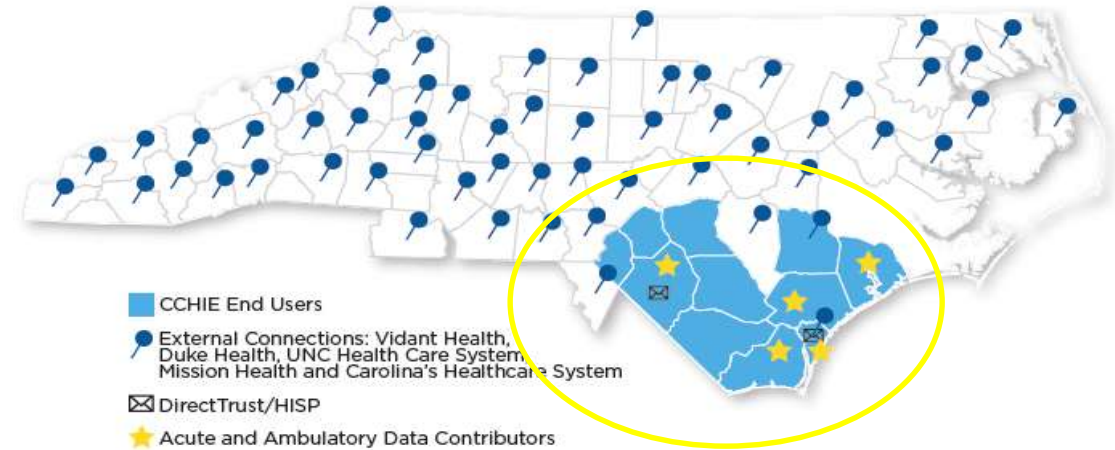 CCHIE End Users
External Connections: Vidant Health,
Duke Health, UNC Health Care System,
Mission Health and Carolina's Healthcare System
DirectTrust/HISP
Acute and Ambulatory Data Contributors